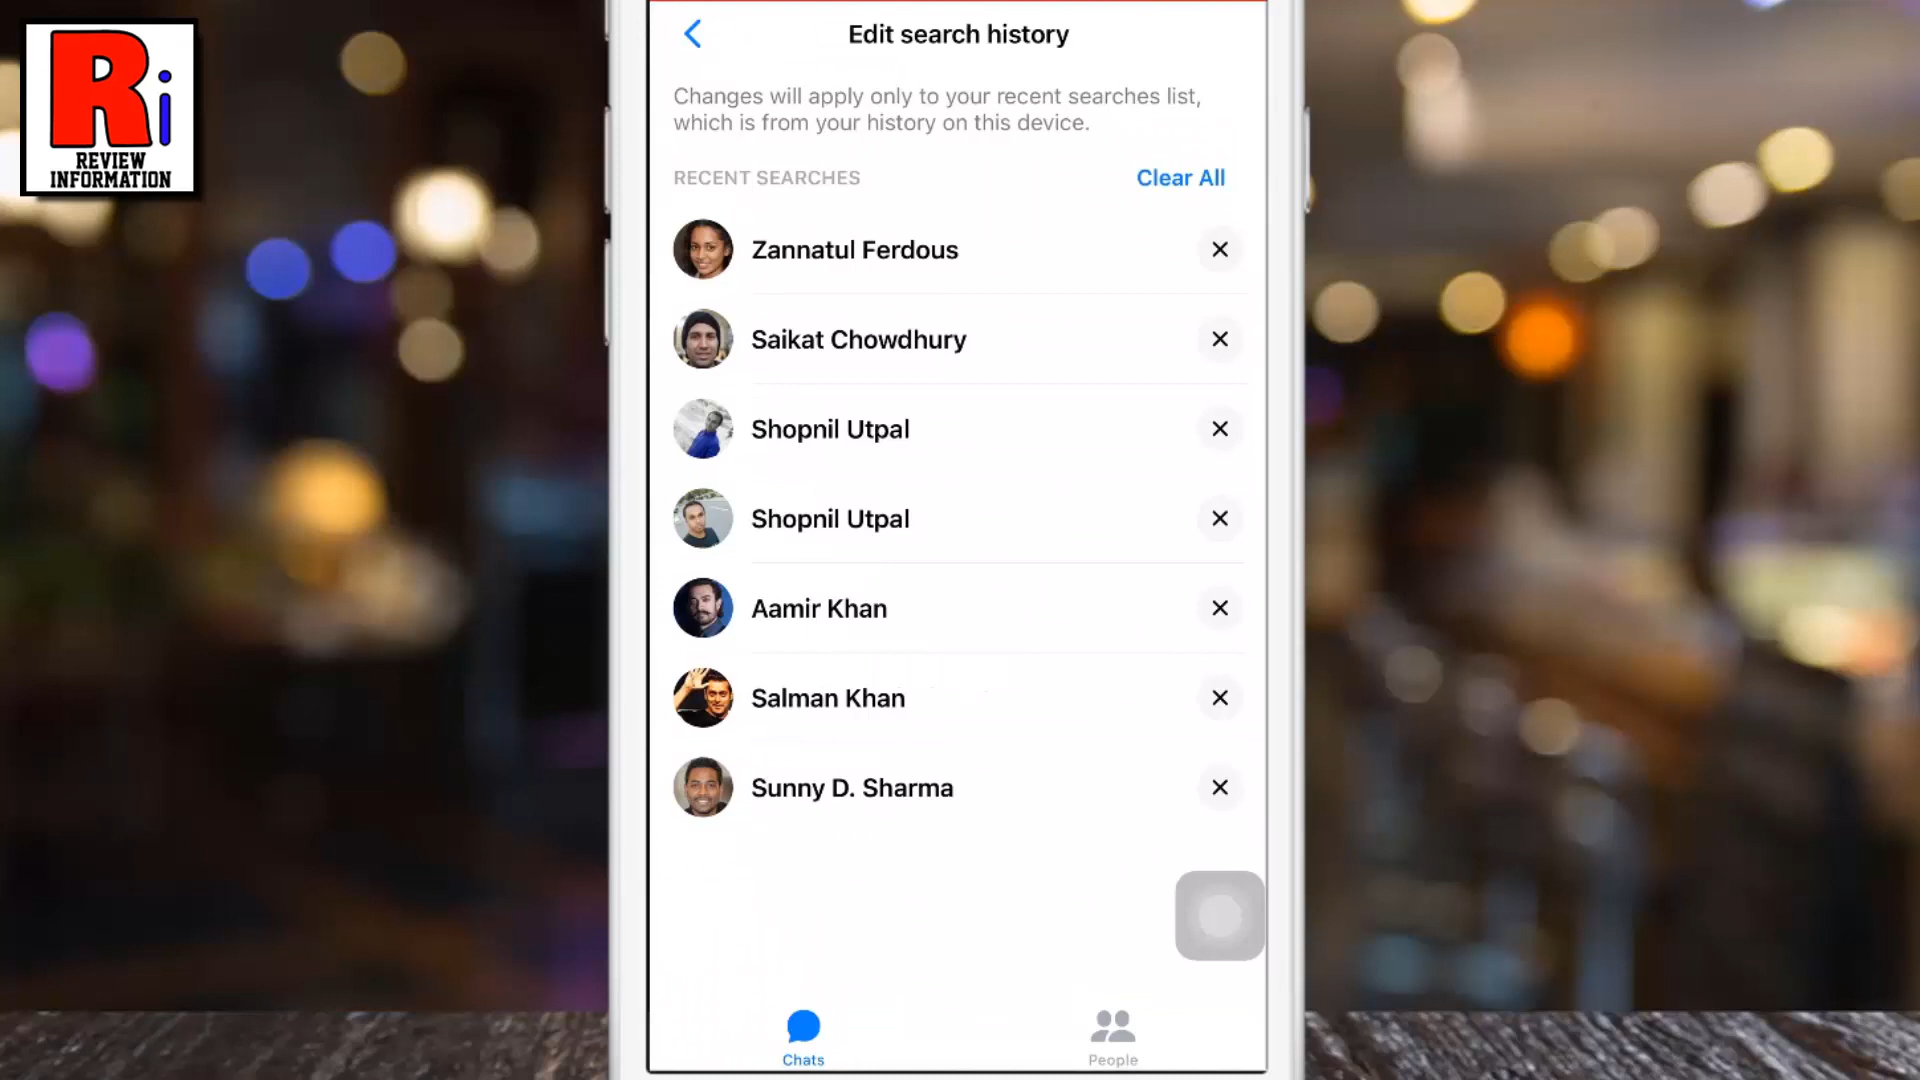 Ri
REVIEW
INFORMATION
Edit search history
Changes will apply only to your recent searches list,
which is from your history on this device.
RECENT SEARCHES
Clear All
Zannatul Ferdous
Saikat Chowdhury
Shopnil Utpal
Shopnil Utpal
Aamir Khan
Salman Khan
Sunny D. Sharma
Chats
People